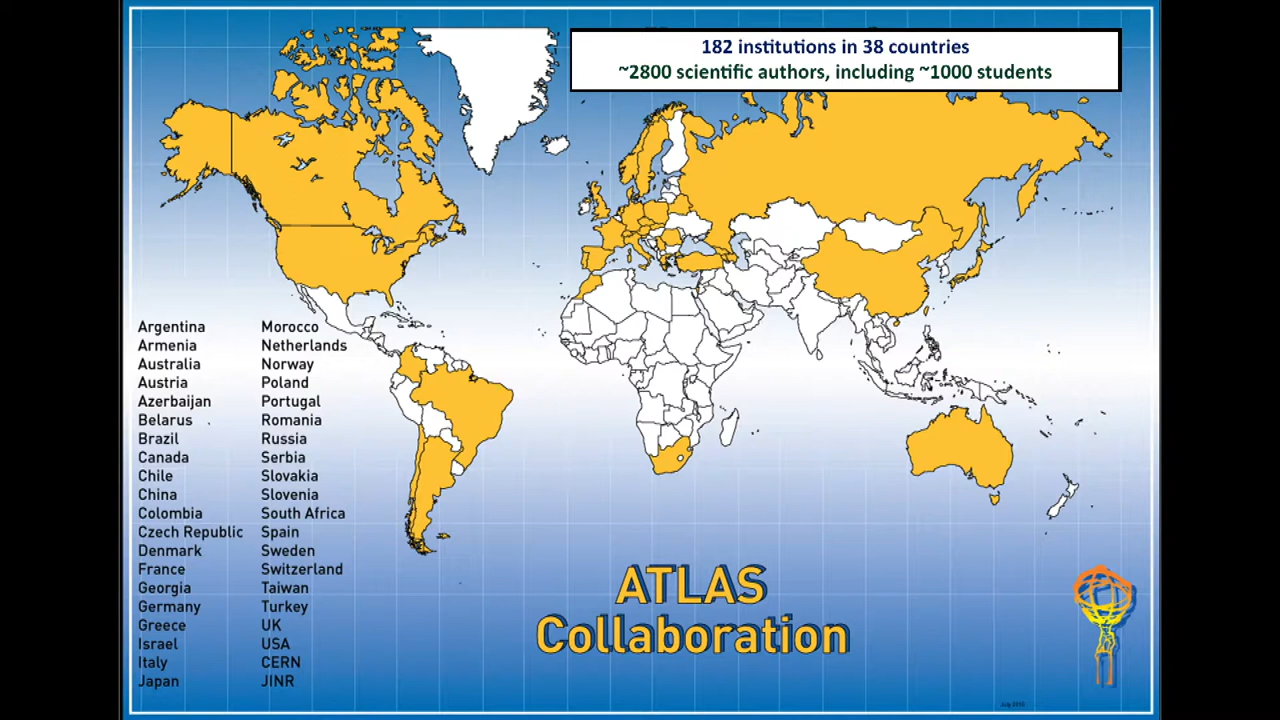 182 institutions in 38 countries
~2800 scientific authors, including ~1000 students
Argentina
Armenia
Australia
Austria
Azerbaijan
Belarus
Brazil
Canada
Chile
China
Colombia
Czech Republic
Denmark
France
Georgia
Germany
Greece
Israel
Italy
Japan
Morocco
Netherlands
Norway
Poland
Portugal
Romania
Russia
Serbia
Slovakia
Slovenia
South Africa
Spain
Sweden
Switzerland
Taiwan
Turkey
UK
USA
CERN
JINR
ATLAS
Collaboration